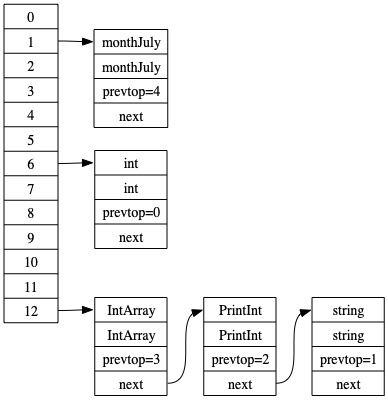 0
1
2
3
4
5
6
7
8
9
10
11
12
monthJuly
monthJuly
prevtop=4
next
int
int
prevtop=0
next
IntArray
IntArray
prevtop=3
next
PrintInt
PrintInt
prevtop=2
next
string
string
prevtop=1
next